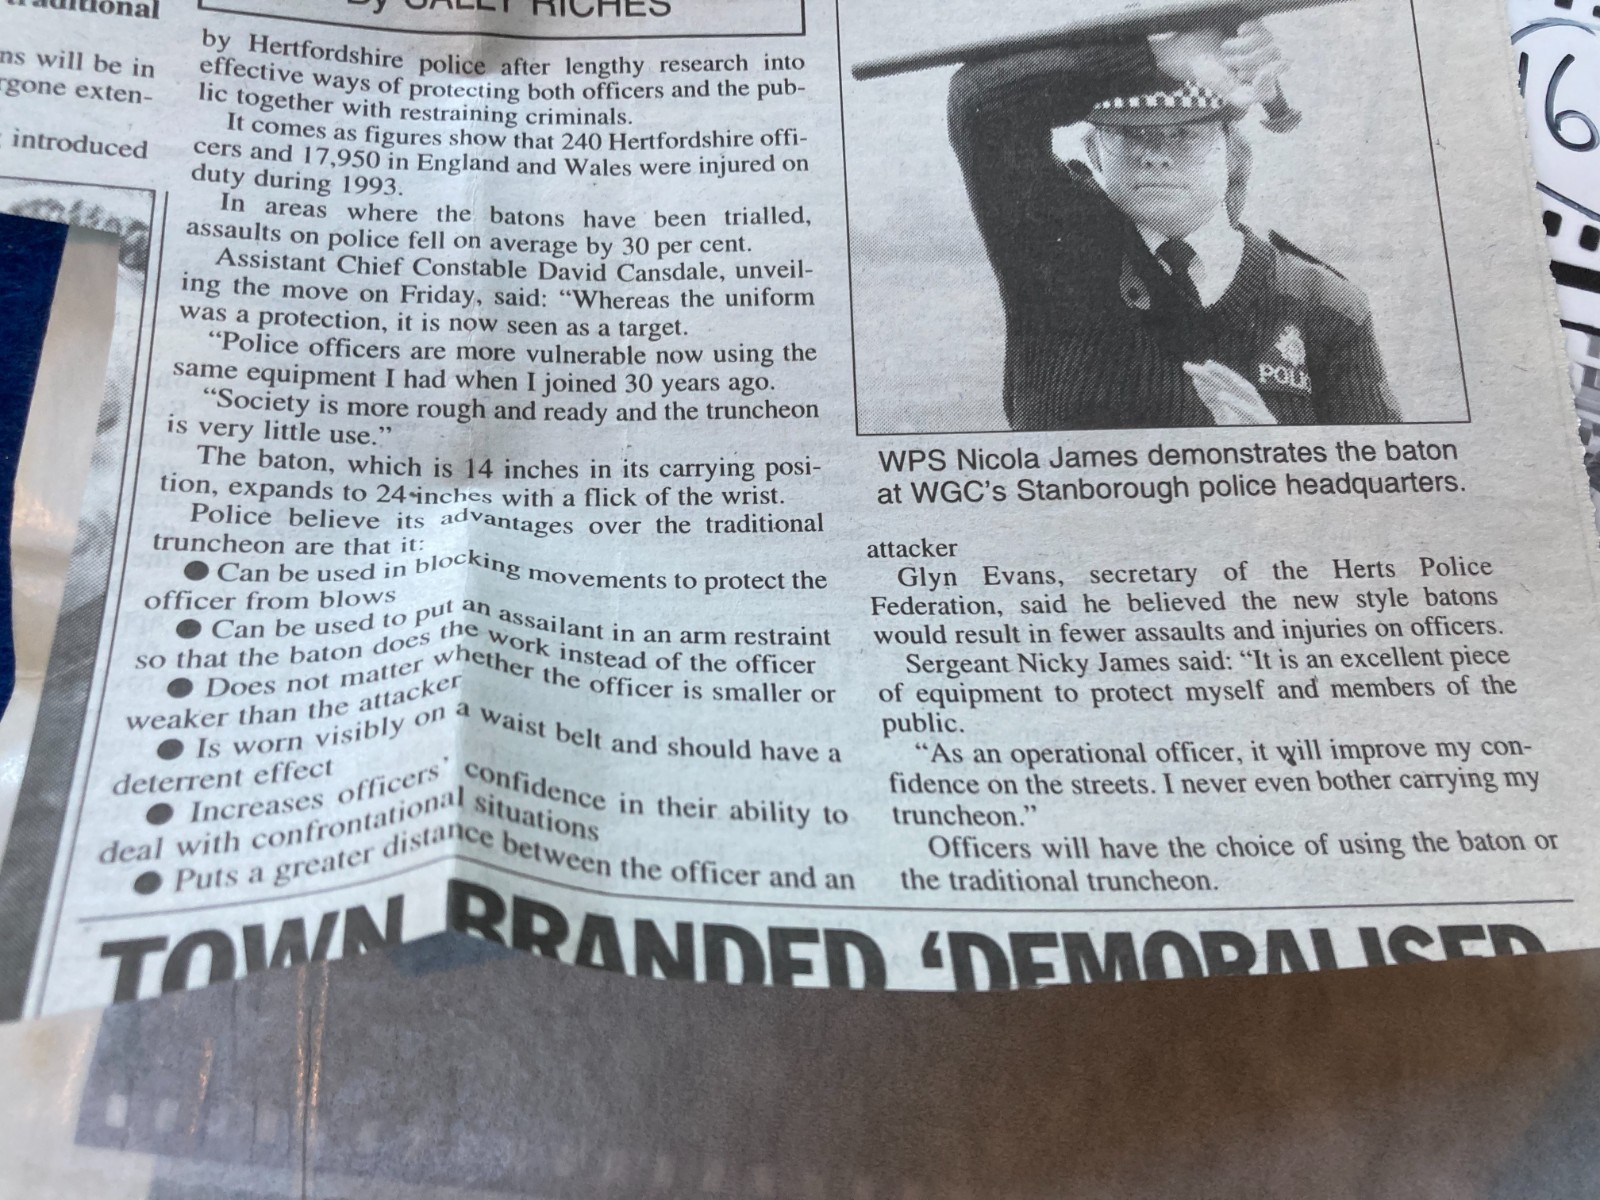 traditional
ns will be in
rgone exten-
introduced
By SALLY RICHES
by Hertfordshire police after lengthy research into
effective ways of protecting both officers and the pub-
lic together with restraining criminals.
It comes as figures show that 240 Hertfordshire offi-
cers and 17,950 in England and Wales were injured on
duty during 1993.
In areas where the batons have been trialled,
assaults on police fell on average by 30 per cent.
Assistant Chief Constable David Cansdale, unveil-
ing the move on Friday, said: “Whereas the uniform
was a protection, it is now seen as a target.
“Police officers are more vulnerable now using the
same equipment I had when I joined 30 years ago.
“Society is more rough and ready and the truncheon
is very little use.”
The baton, which is 14 inches in its carrying posi-
tion, expands to 24-inches with a flick of the wrist.
Police believe its advantages over the traditional
truncheon are that it:
● Can be used in blocking movements to protect the
officer from blows
● Can be used to put an assailant in an arm restraint
so that the baton does the work instead of the officer
● Does not matter whether the officer is smaller or
weaker than the attacker
● Is worn visibly on a waist belt and should have a
deterrent effect
● Increases officers’ confidence in their ability to
deal with confrontational situations
● Puts a greater distance between the officer and an
POLI
WPS Nicola James demonstrates the baton
at WGC’s Stanborough police headquarters.
attacker
Glyn Evans, secretary of the Herts Police
Federation, said he believed the new style batons
would result in fewer assaults and injuries on officers.
Sergeant Nicky James said: “It is an excellent piece
of equipment to protect myself and members of the
public.
“As an operational officer, it will improve my con-
fidence on the streets. I never even bother carrying my
truncheon.”
Officers will have the choice of using the baton or
the traditional truncheon.
TOWN BRANDED ‘DEMORALISED
16